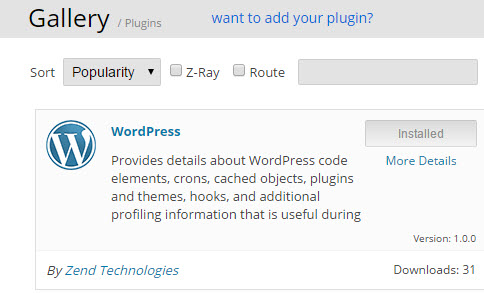 Gallery / Plugins want to add your plugin?
Sort Popularity Z-Ray Route
WordPress Installed
More Details
Provides details about WordPress code
elements, crons, cached objects, plugins
and themes, hooks, and additional
profiling information that is useful during
Version: 1.0.0
By Zend Technologies Downloads: 31